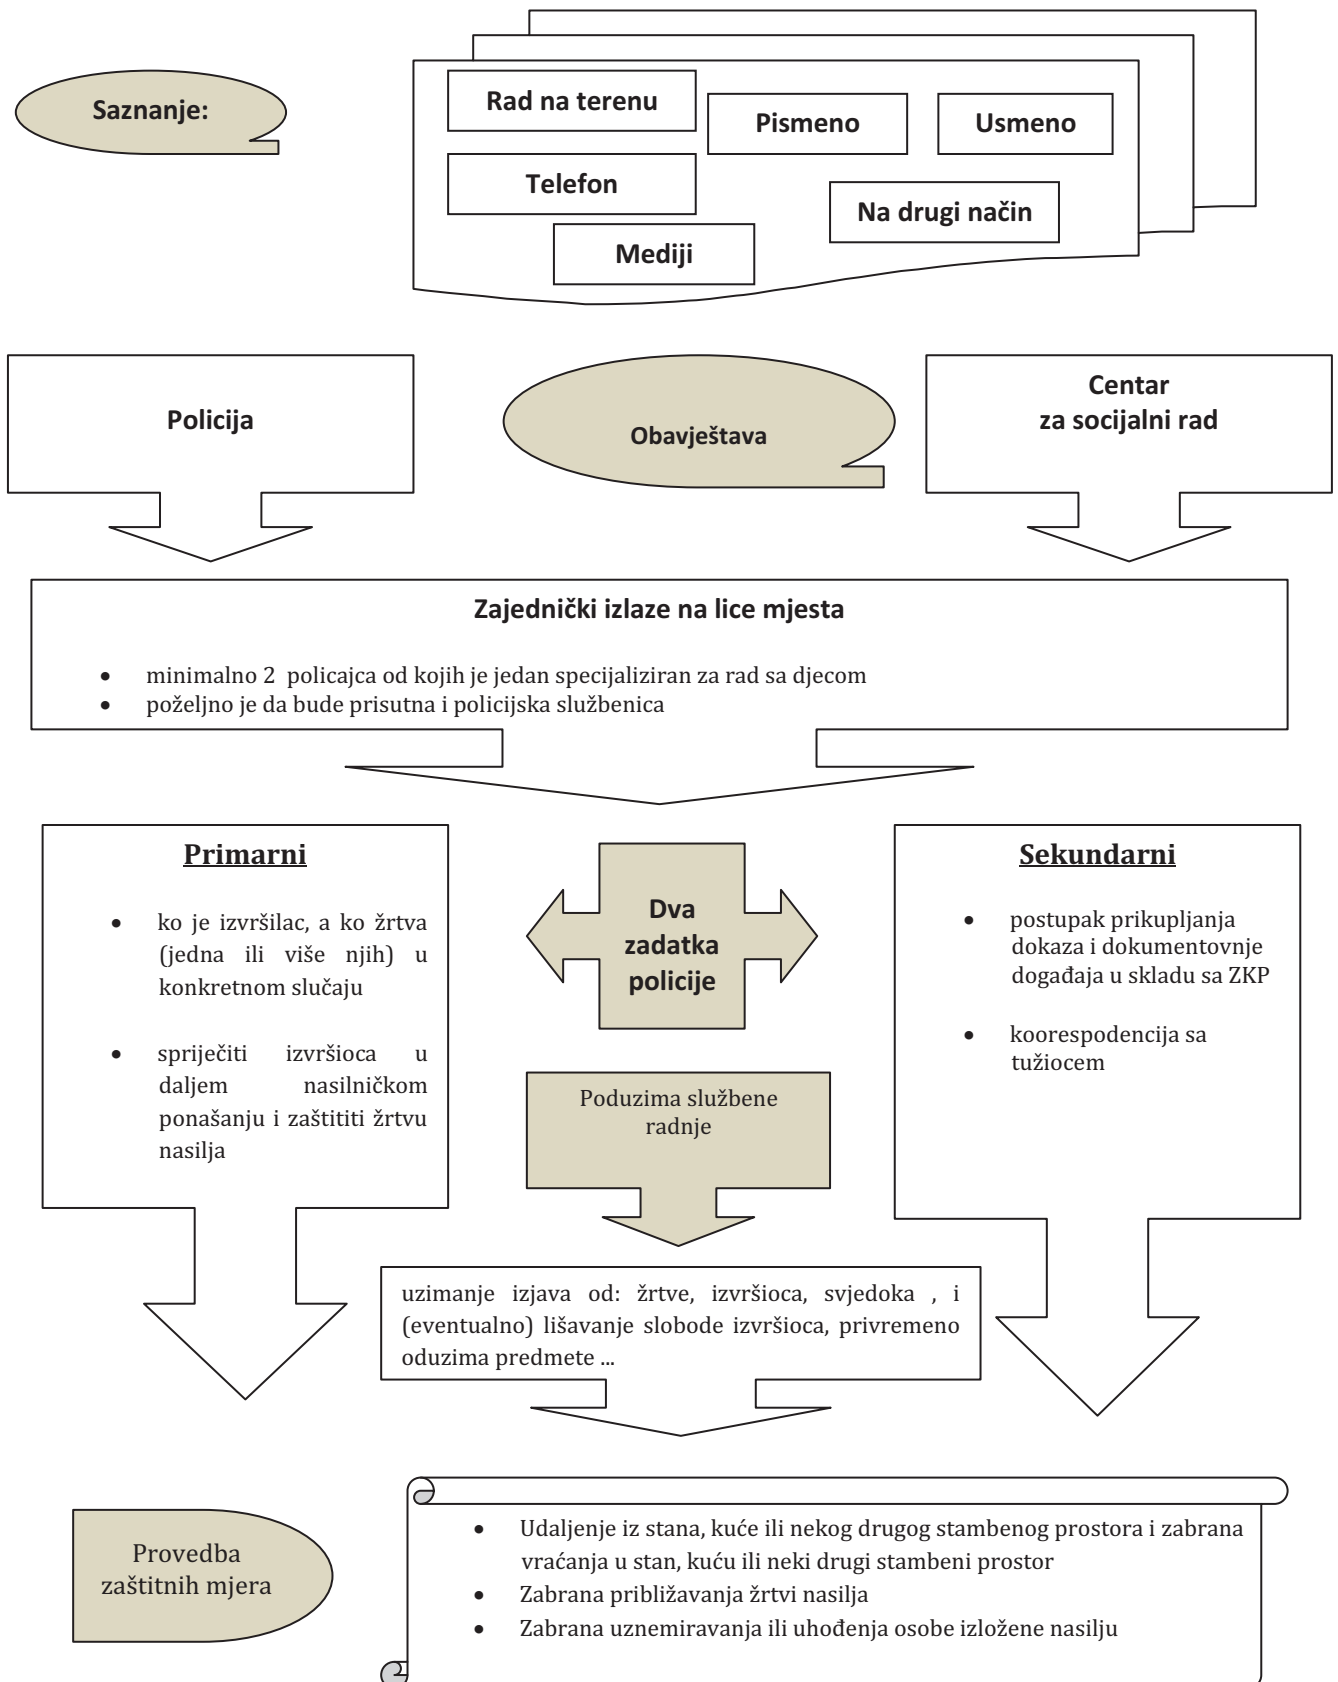 Saznanje:
Rad na terenu
Pismeno
Usmeno
Telefon
Na drugi način
Mediji
Policija
Obavještava
Centar
za socijalni rad
Zajednički izlaze na lice mjesta
• minimalno 2 policajca od kojih je jedan specijaliziran za rad sa djecom
• poželjno je da bude prisutna i policijska službenica
Primarni
• ko je izvršilac, a ko žrtva
(jedna ili više njih) u
konkretnom slučaju
• spriječiti izvršioca u
daljem nasilničkom
ponašanju i zaštititi žrtvu
nasilja
Dva
zadatka
policije
Sekundarni
• postupak prikupljanja
dokaza i dokumentovnje
događaja u skladu sa ZKP
• koorespodencija sa
tužiocem
Poduzima službene
radnje
uzimanje izjava od: žrtve, izvršioca, svjedoka , i
(eventualno) lišavanje slobode izvršioca, privremeno
oduzima predmete ...
Provedba
zaštitnih mjera
• Udaljenje iz stana, kuće ili nekog drugog stambenog prostora i zabrana
vraćanja u stan, kuću ili neki drugi stambeni prostor
• Zabrana približavanja žrtvi nasilja
• Zabrana uznemiravanja ili uhođenja osobe izložene nasilju